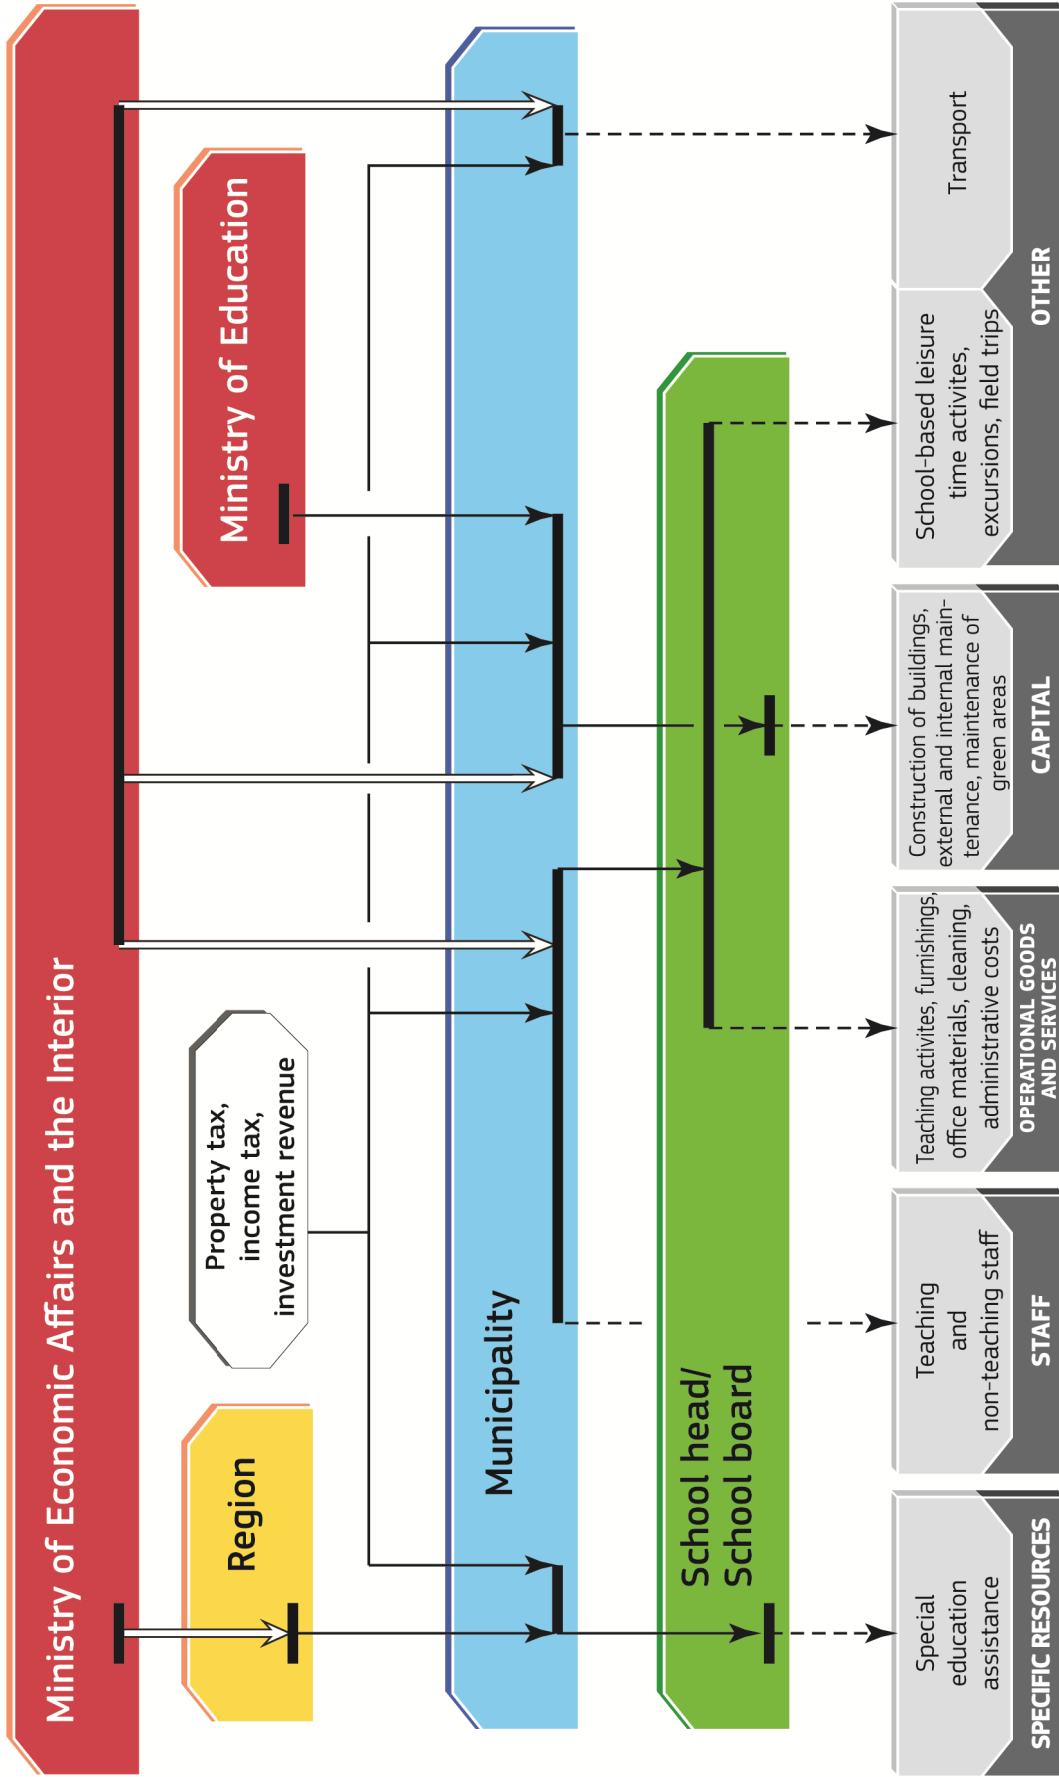 Ministry of Economic Affairs and the Interior
Region
Property tax,
income tax,
investment revenue
Ministry of Education
Municipality
School head/
School board
Special
education
assistance
SPECIFIC RESOURCES
Teaching
and
non-teaching staff
STAFF
Teaching activites, furnishings,
office materials, cleaning,
administrative costs
OPERATIONAL GOODS
AND SERVICES
Construction of buildings,
external and internal main-
tenance, maintenance of
green areas
CAPITAL
School-based leisure
time activites,
excursions, field trips
Transport
OTHER